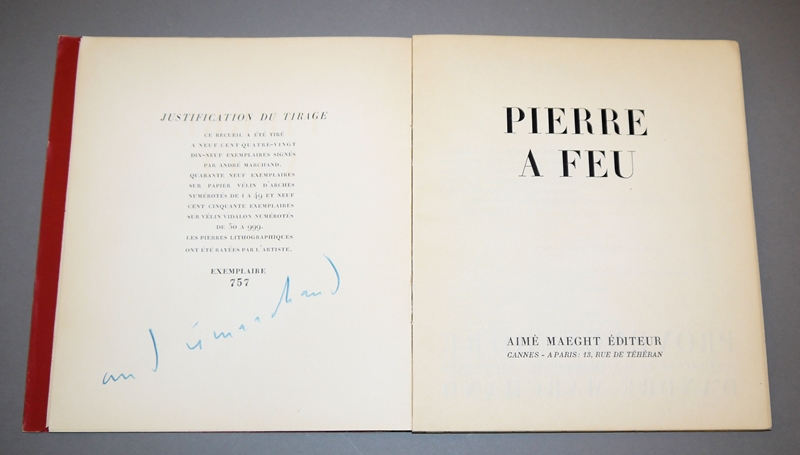 JUSTIFICATION DU TIRAGE
CE RECUEIL A ÉTÉ TIRÉ
A NEUF CENT QUATRE-VINGT
DIX-NEUF EXEMPLAIRES SIGNÉS
PAR ANDRÉ MARCHAND.
QUARANTE NEUF EXEMPLAIRES
SUR PAPIER VÉLIN D'ARCHES
NUMÉROTÉS DE 1 A 49 ET NEUF
CENT CINQUANTE EXEMPLAIRES
SUR VÉLIN VIDALON NUMÉROTÉS
DE 50 A 999.
LES PIERRES LITHOGRAPHIQUES
ONT ÉTÉ RAYÉES PAR L'ARTISTE.
EXEMPLAIRE
757
andré marchand
PIERRE
A FEU
AIMÉ MAEGHT ÉDITEUR
CANNES - A PARIS : 13, RUE DE TÉHÉRAN